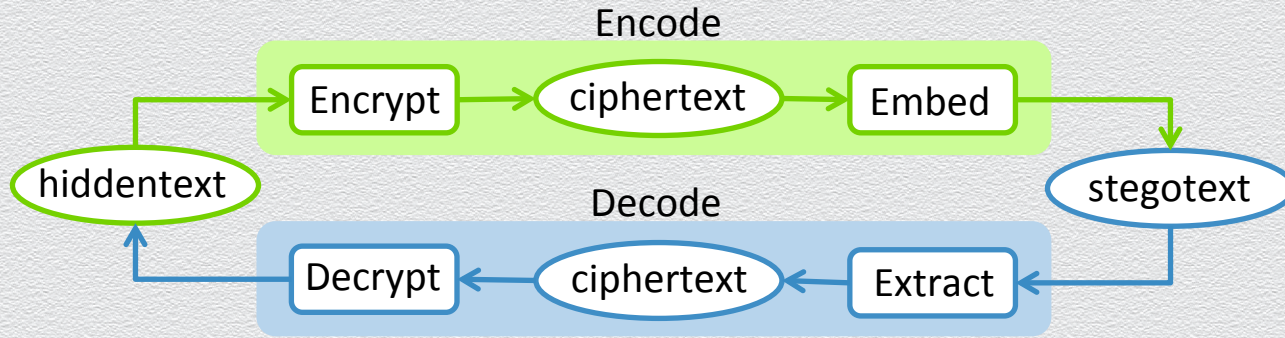 Encode
Encrypt
ciphertext
Embed
hiddentext
stegotext
Decode
Decrypt
ciphertext
Extract